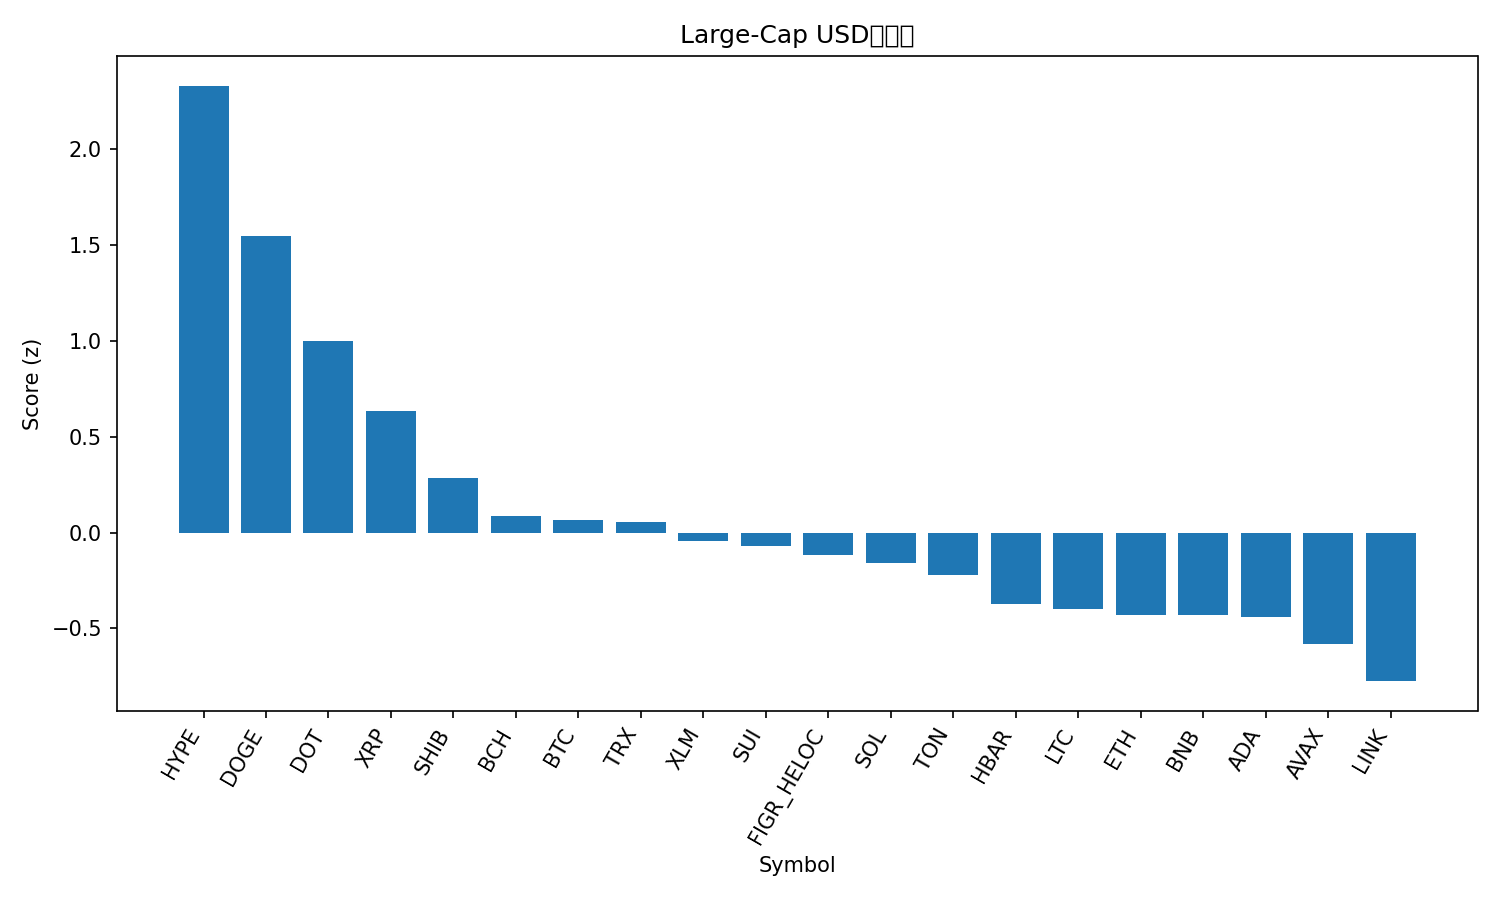 Large-Cap USD
Score (z)
2.0
1.5
1.0
0.5
0.0
−0.5
HYPE
DOGE
DOT
XRP
SHIB
BCH
BTC
TRX
XLM
SUI
FIGR_HELOC
SOL
TON
HBAR
LTC
ETH
BNB
ADA
AVAX
LINK
Symbol